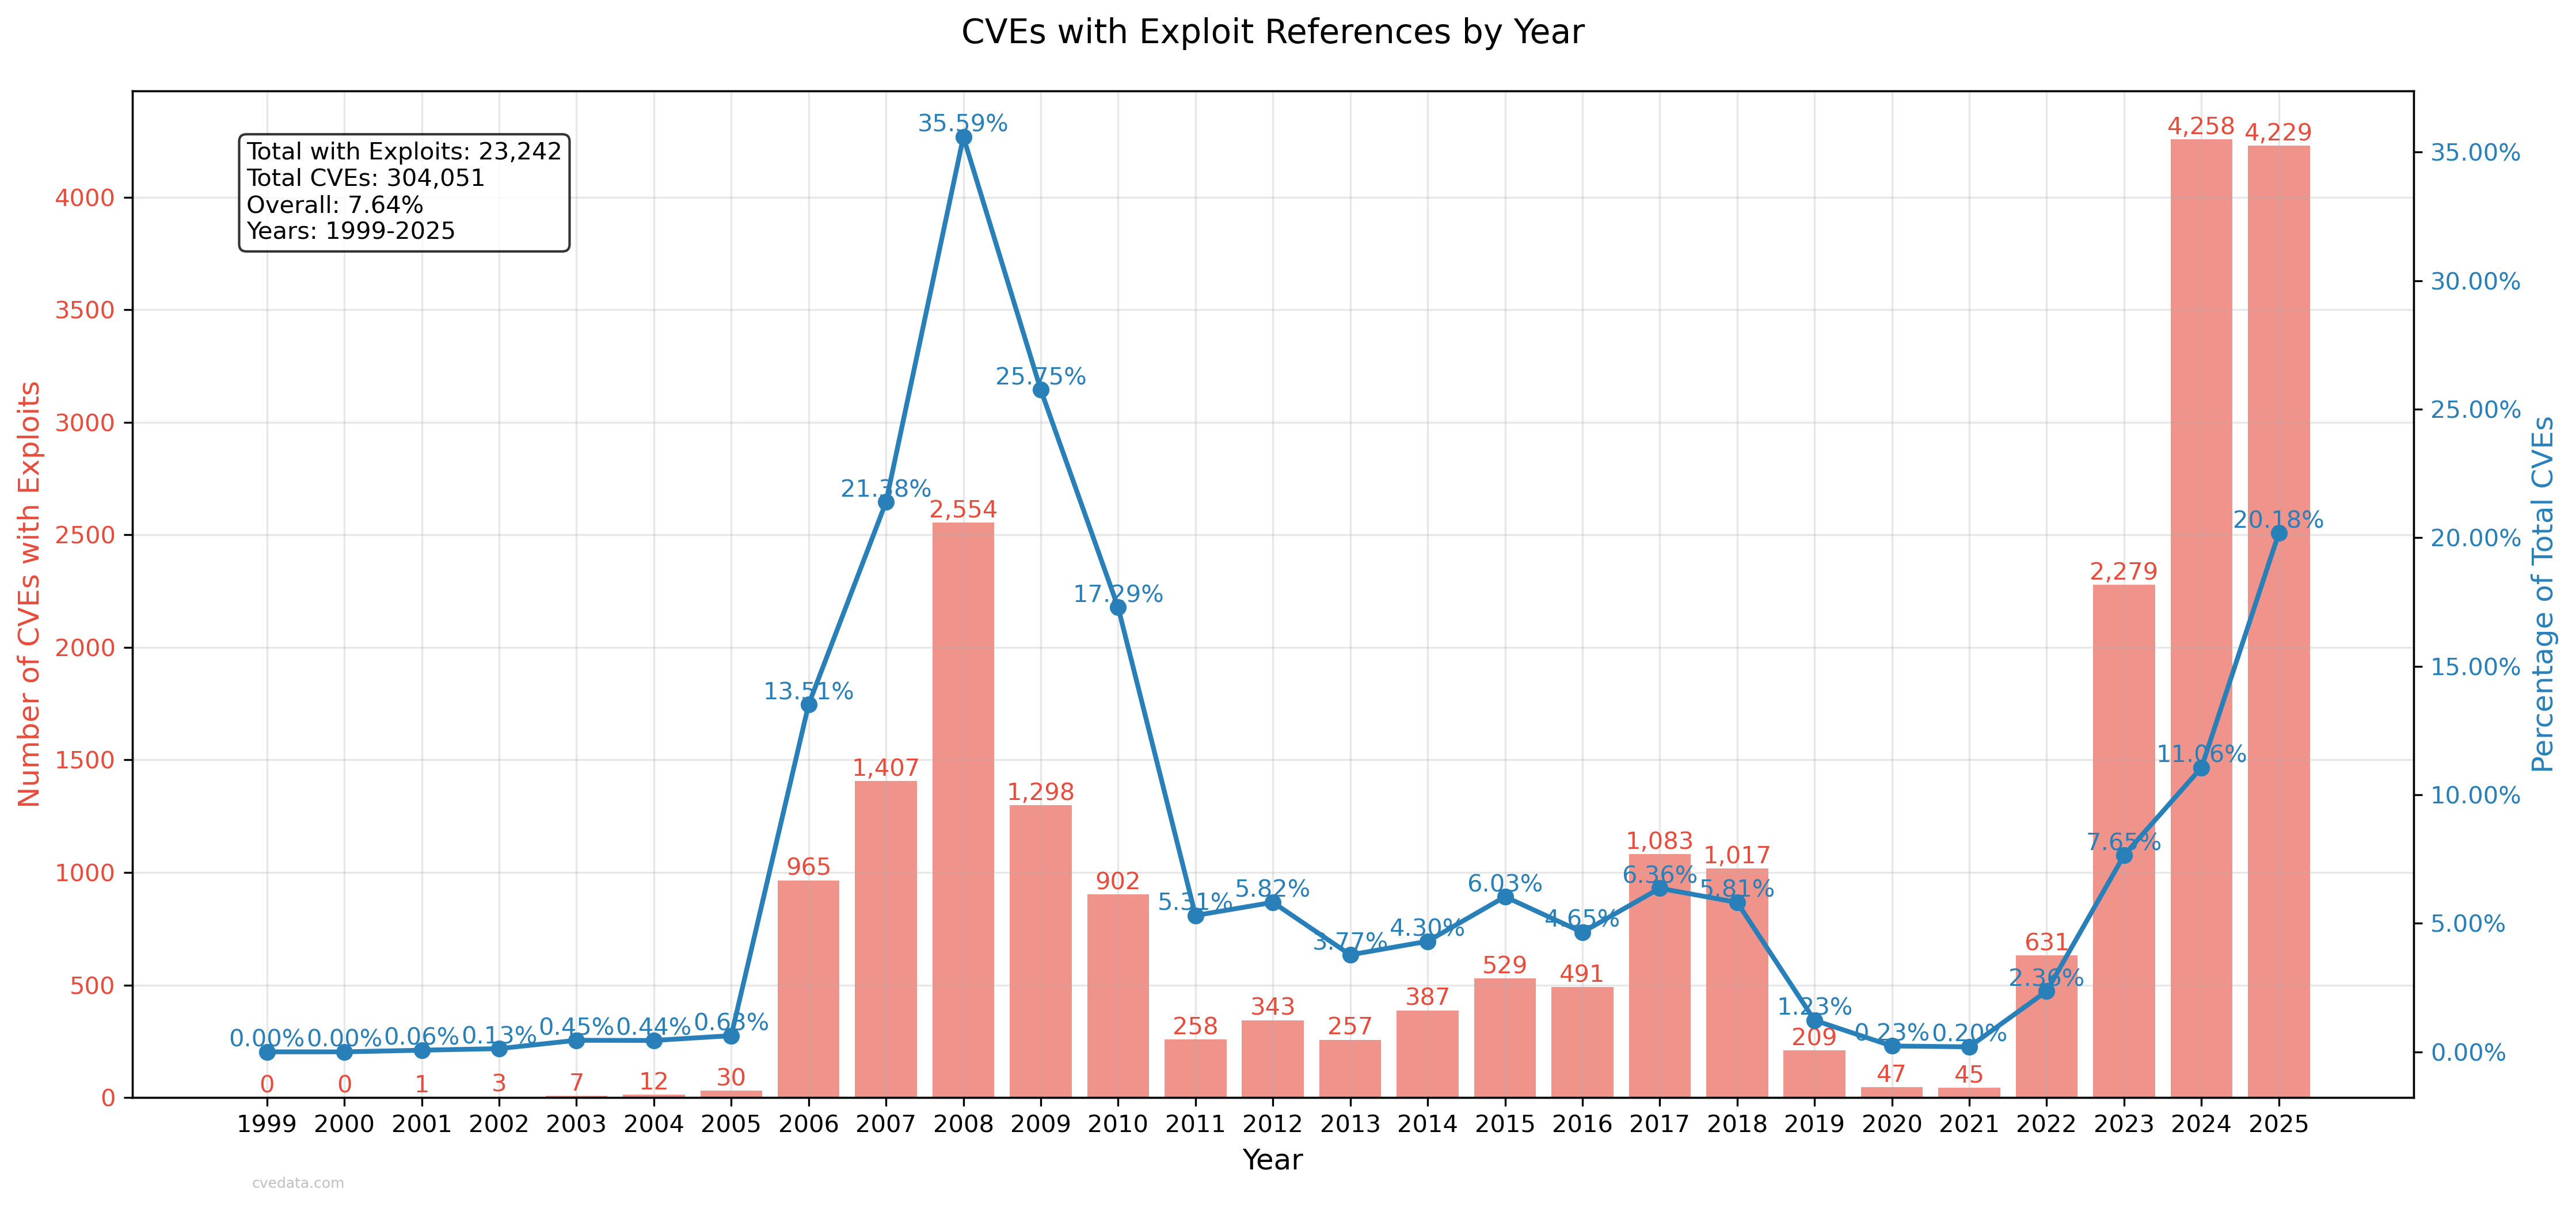 CVEs with Exploit References by Year
Total with Exploits: 23,242
Total CVEs: 304,051
Overall: 7.64%
Years: 1999-2025
Number of CVEs with Exploits
4000
3500
3000
2500
2000
1500
1000
500
0
35.00%
30.00%
25.00%
20.00%
15.00%
10.00%
5.00%
0.00%
Percentage of Total CVEs
0.00% 0.00% 0.06% 0.13% 0.45% 0.44% 0.63% 13.51% 21.38% 35.59% 25.75% 17.29% 5.31% 5.82% 3.77% 4.30% 6.03% 4.65% 6.36% 5.81% 1.23% 0.23% 0.20% 2.36% 7.65% 11.06% 20.18%
0 0 1 3 7 12 30 965 1,407 2,554 1,298 902 258 343 257 387 529 491 1,083 1,017 209 47 45 631 2,279 4,258 4,229
1999 2000 2001 2002 2003 2004 2005 2006 2007 2008 2009 2010 2011 2012 2013 2014 2015 2016 2017 2018 2019 2020 2021 2022 2023 2024 2025
Year
cvedata.com